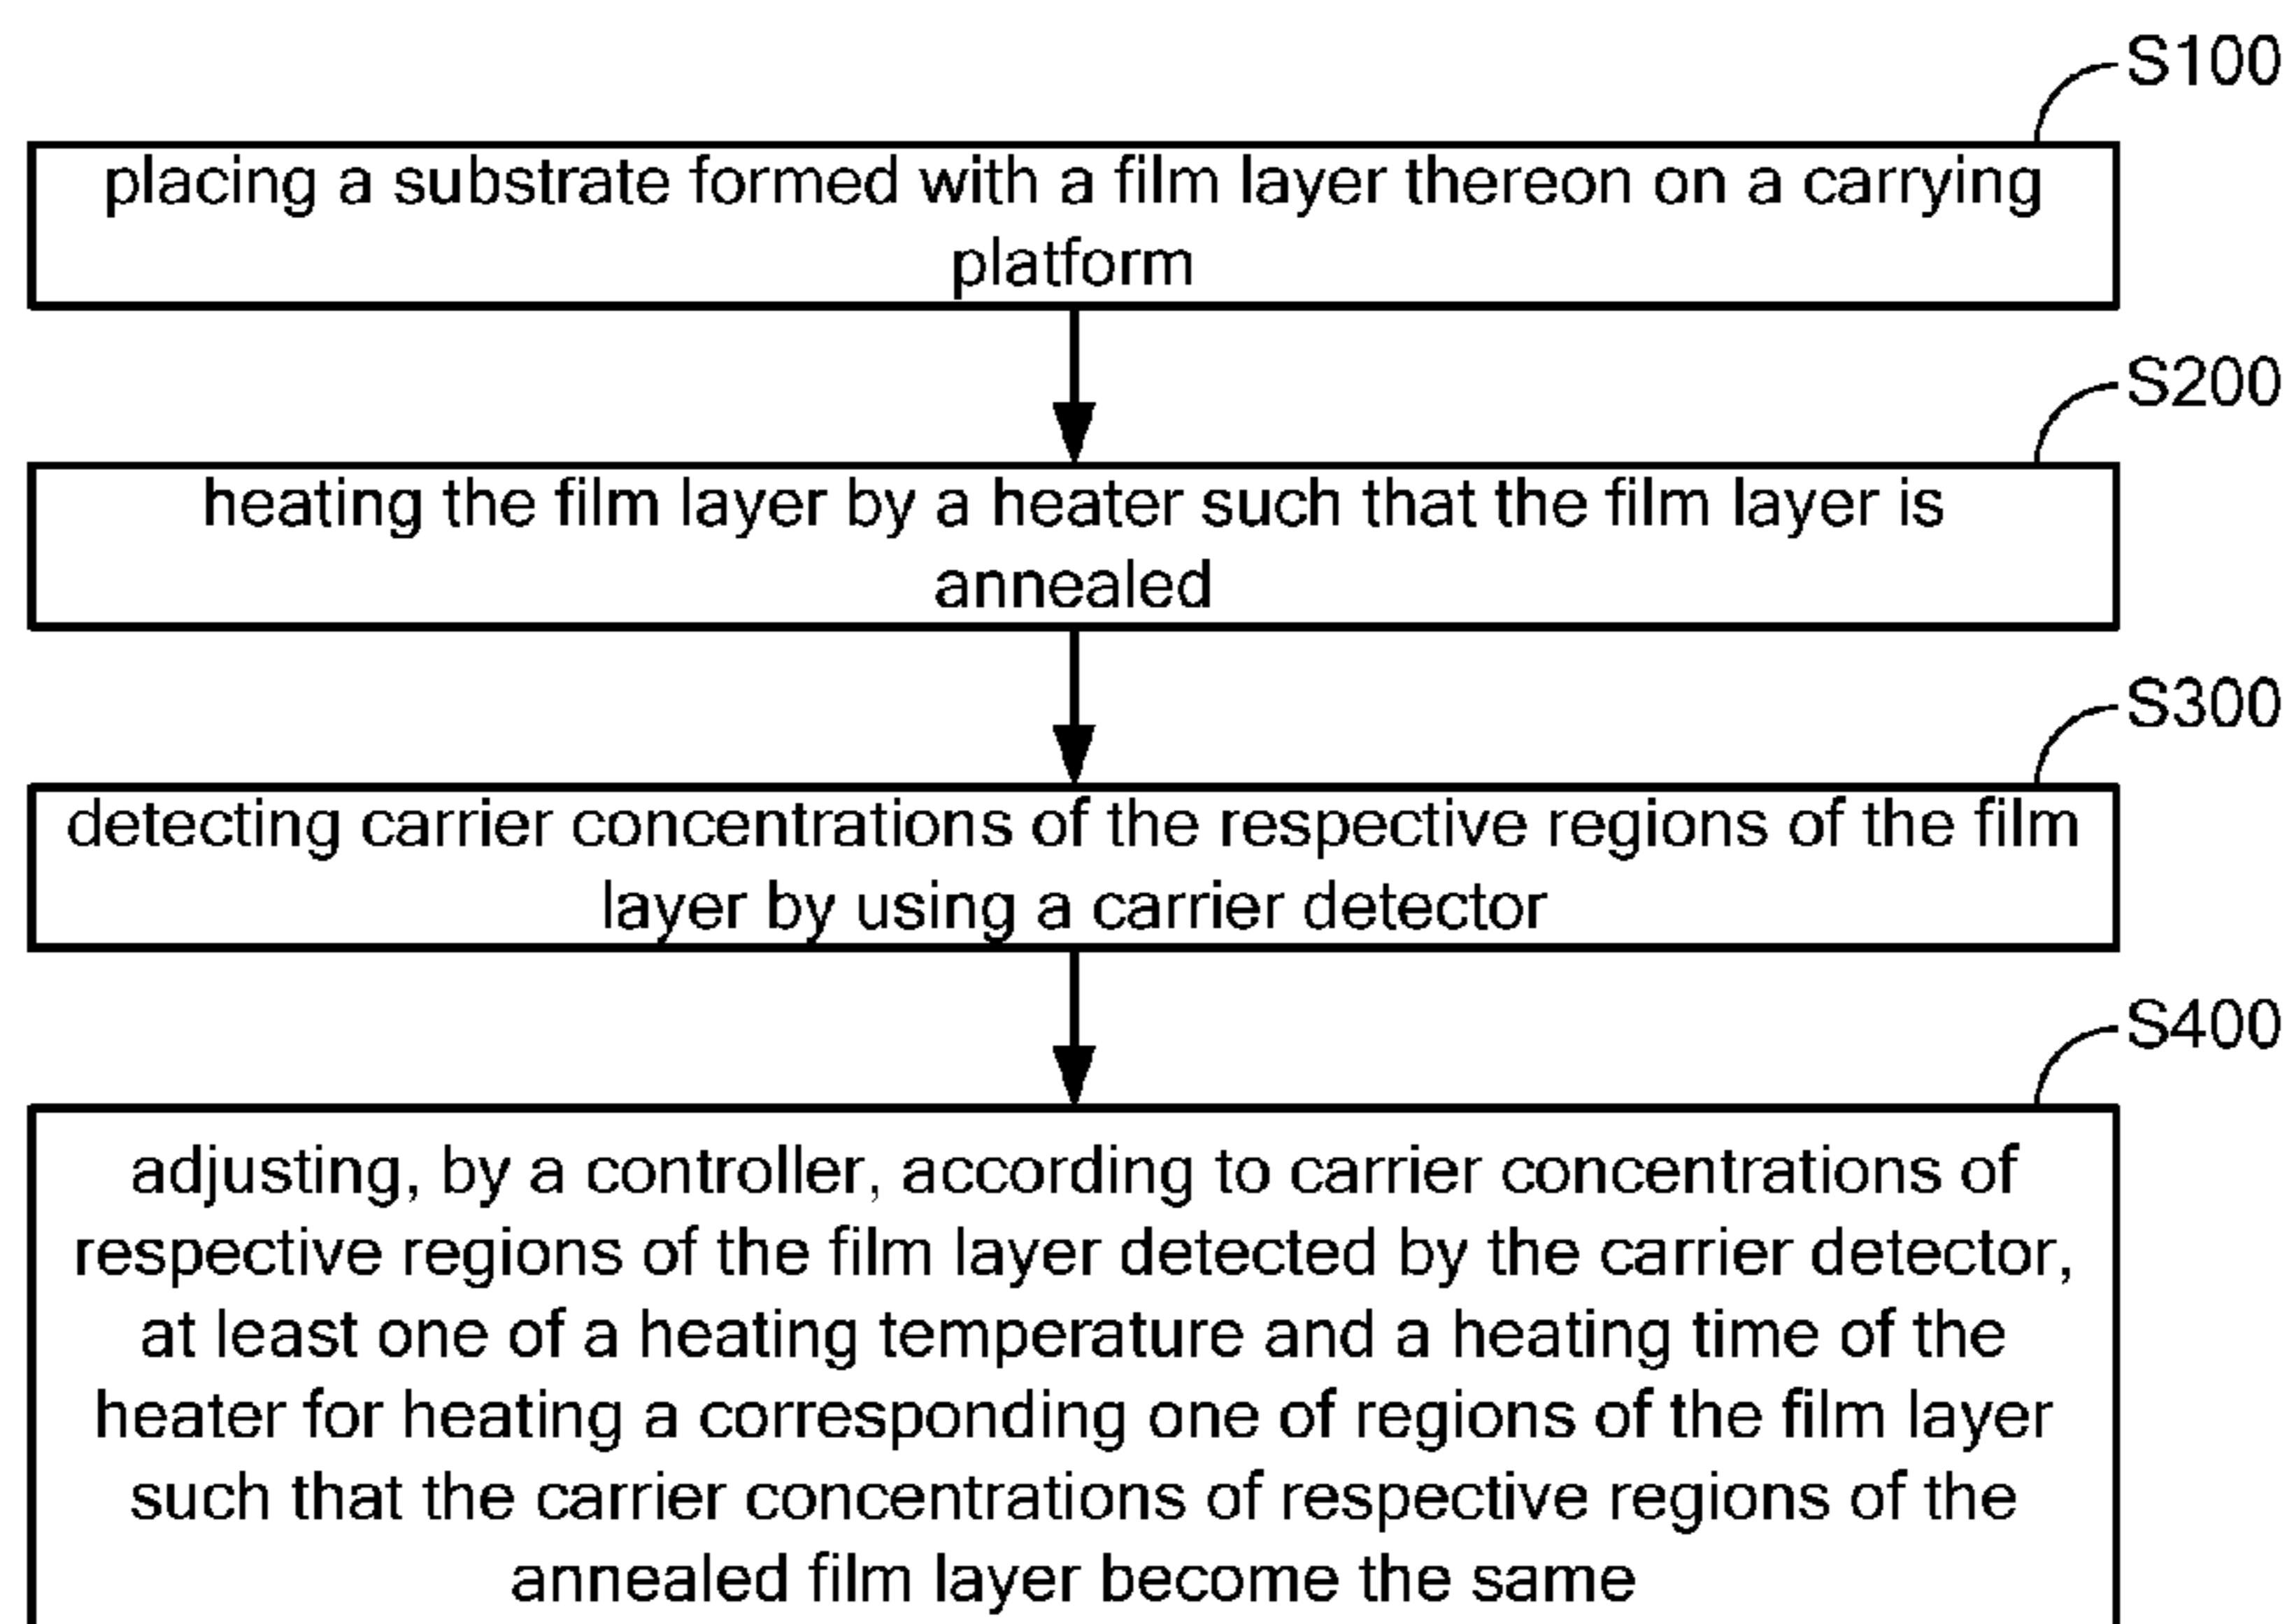 S100
placing a substrate formed with a film layer thereon on a carrying
platform
S200
heating the film layer by a heater such that the film layer is
annealed
S300
detecting carrier concentrations of the respective regions of the film
layer by using a carrier detector
S400
adjusting, by a controller, according to carrier concentrations of
respective regions of the film layer detected by the carrier detector,
at least one of a heating temperature and a heating time of the
heater for heating a corresponding one of regions of the film layer
such that the carrier concentrations of respective regions of the
annealed film layer become the same